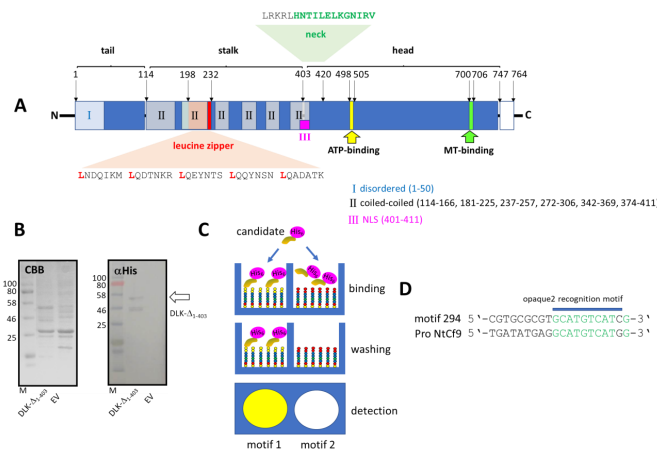 LRKRLHNTILELKGNIRV
neck
tail stalk head
1 114 198 232 403 420 498 505 700 706 747 764
A N I II II II II II II C
III
leucine zipper ATP-binding MT-binding
LNDQIKM LQDTNKR LQEYNTS LQQYNSN LQADATK
I disordered (1-50)
II coiled-coiled (114-166, 181-225, 237-257, 272-306, 342-369, 374-411)
III NLS (401-411)
B
CBB
100
80
58
46
25
M
DLK-Δ1-403
EV
αHis
100
80
58
46
25
M
DLK-Δ1-403
EV
DLK-Δ1-403
C
candidate His6
binding
washing
detection
motif 1 motif 2
D
opaque2 recognition motif
motif 294 5‵-CGTGCGCGTGCATGTCATCG-3‵
Pro NtCf9 5‵-TGATATGAGGCATGTCATGG-3‵